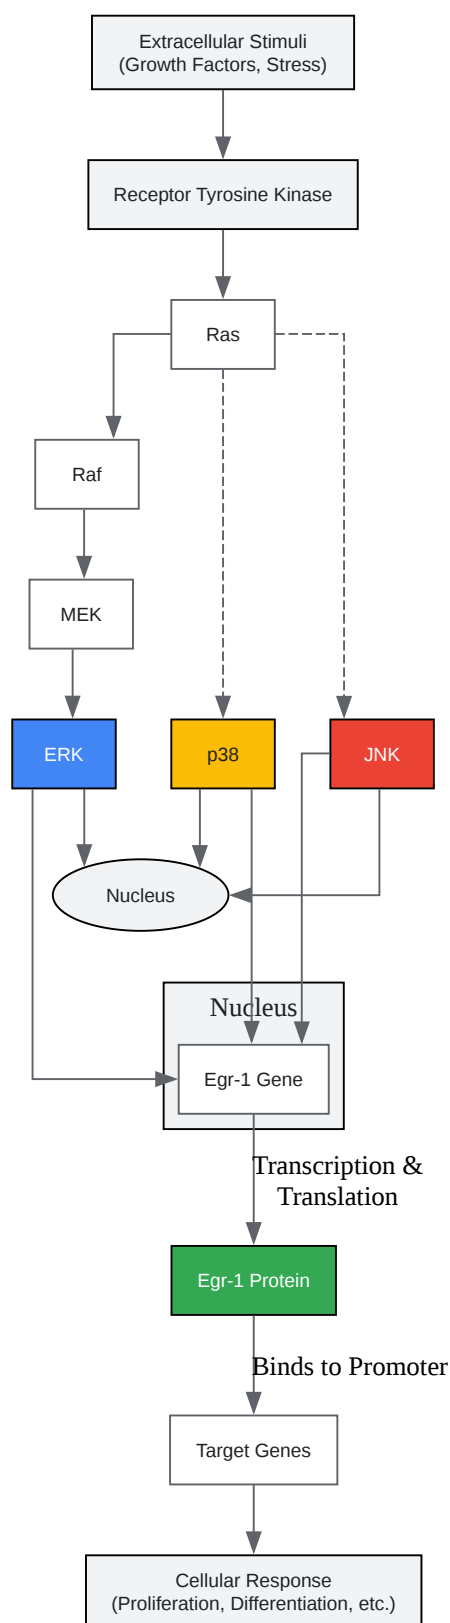 Extracellular Stimuli
(Growth Factors, Stress)
Receptor Tyrosine Kinase
Ras
Raf
MEK
ERK
p38
JNK
Nucleus
Nucleus
Egr-1 Gene
Transcription &
Translation
Egr-1 Protein
Binds to Promoter
Target Genes
Cellular Response
(Proliferation, Differentiation, etc.)